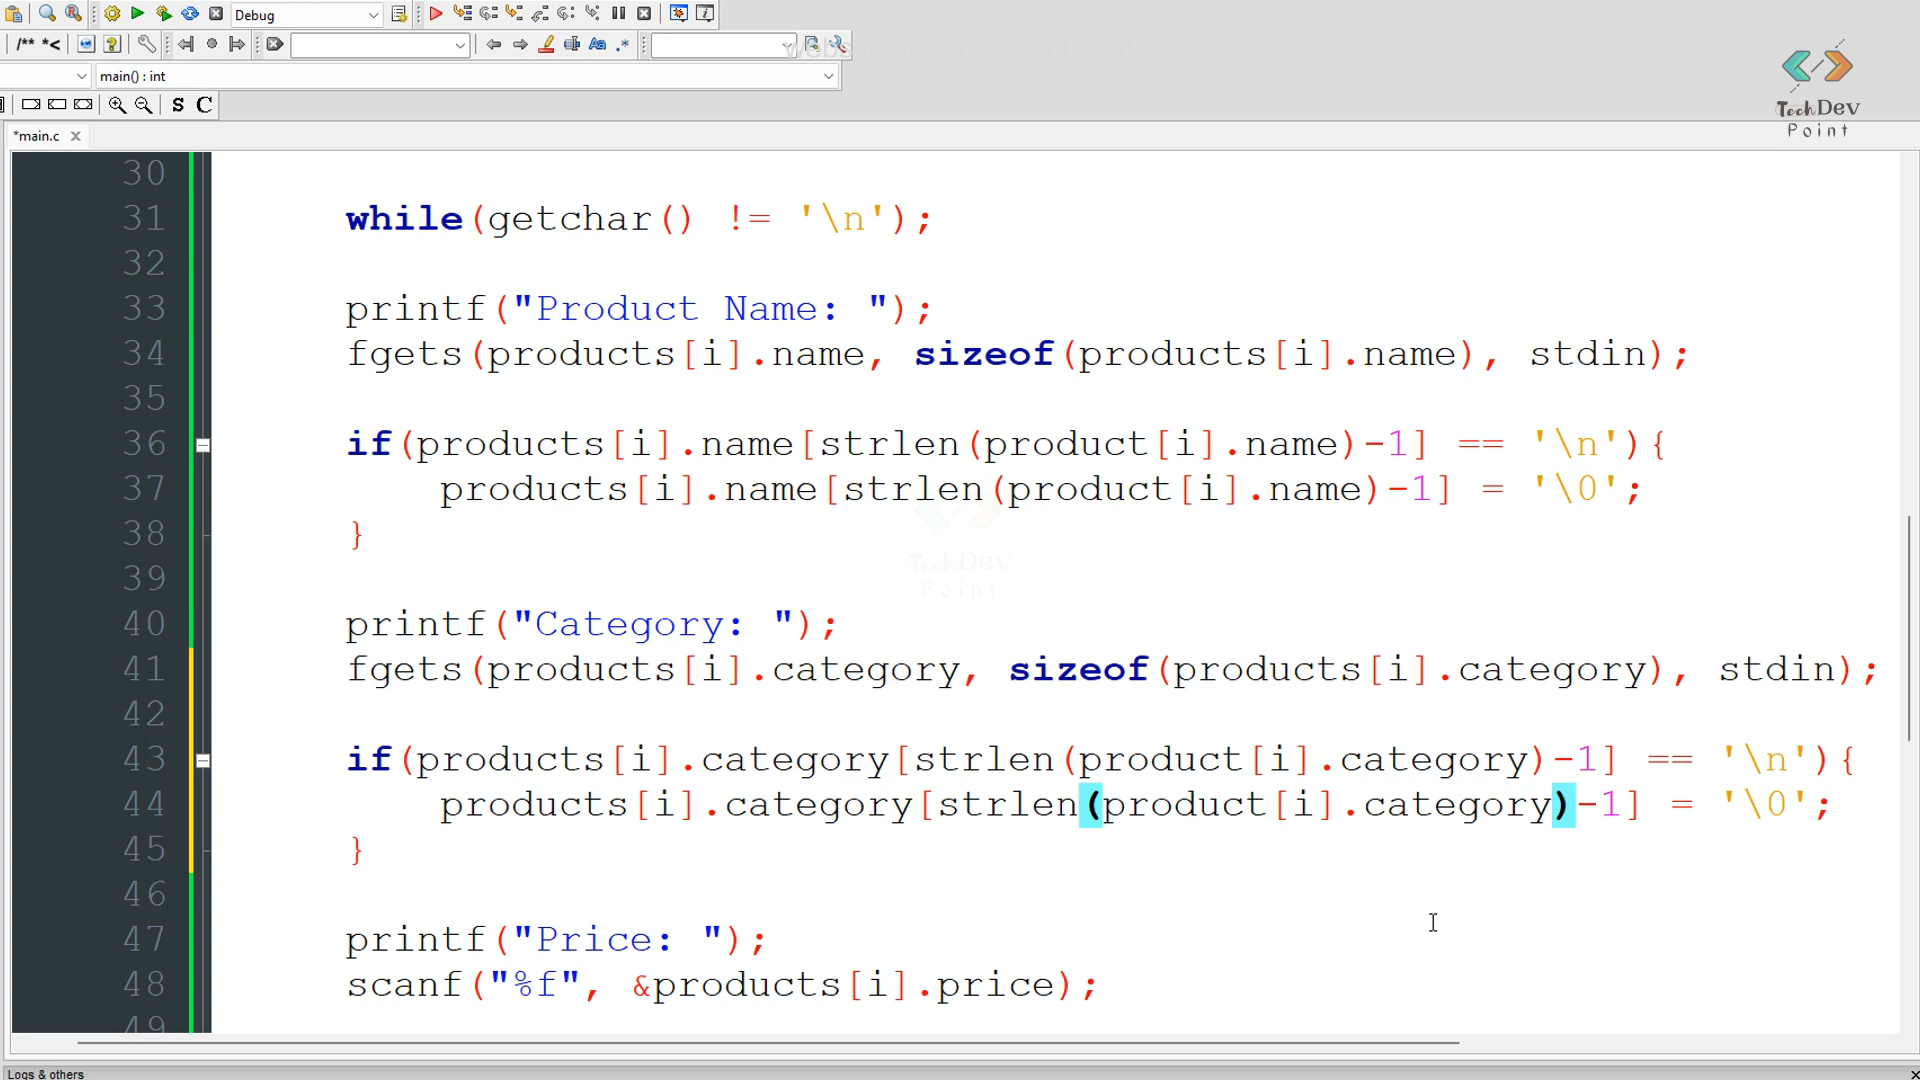 Debug
/** *<
Aa .*
main() : int
S C
TechDev
Point
*main.c
30
31 while(getchar() != '\n');
32
33 printf("Product Name: ");
34 fgets(products[i].name, sizeof(products[i].name), stdin);
35
36 if(products[i].name[strlen(product[i].name)-1] == '\n'){
37 products[i].name[strlen(product[i].name)-1] = '\0';
38 }
39
TechDev
Point
40 printf("Category: ");
41 fgets(products[i].category, sizeof(products[i].category), stdin);
42
43 if(products[i].category[strlen(product[i].category)-1] == '\n'){
44 products[i].category[strlen(product[i].category)-1] = '\0';
45 }
46
47 printf("Price: ");
48 scanf("%f", &products[i].price);
49
Logs & others